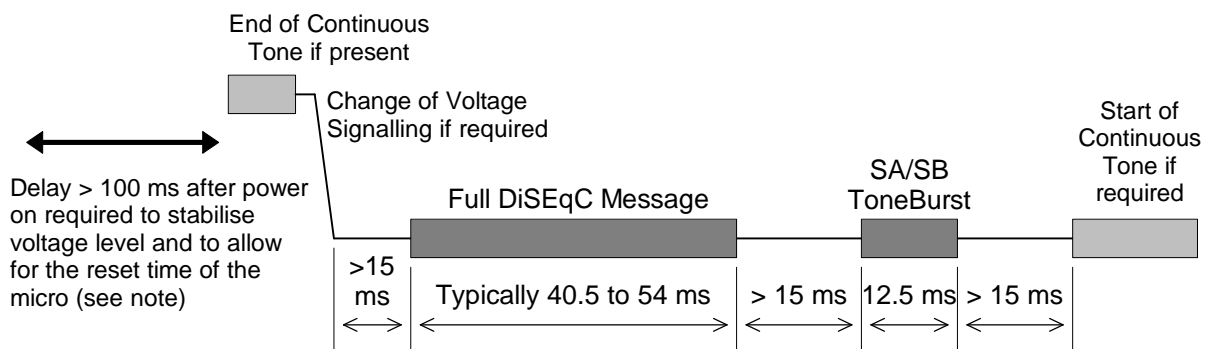 End of Continuous
Tone if present
Change of Voltage
Signalling if required
Delay > 100 ms after power
on required to stabilise
voltage level and to allow
for the reset time of the
micro (see note)
Full DiSEqC Message
SA/SB
ToneBurst
Start of
Continuous
Tone if
required
>15
ms
Typically 40.5 to 54 ms
> 15 ms
12.5 ms
> 15 ms